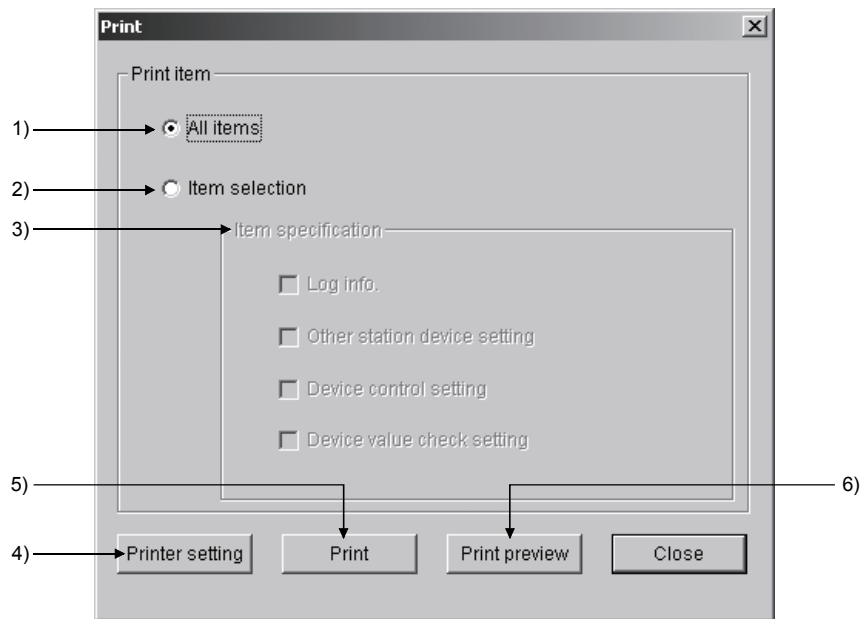 Print
Print item
1) All items
2) Item selection
3) Item specification
Log info.
Other station device setting
Device control setting
Device value check setting
5) 6)
4) Printer setting Print Print preview Close